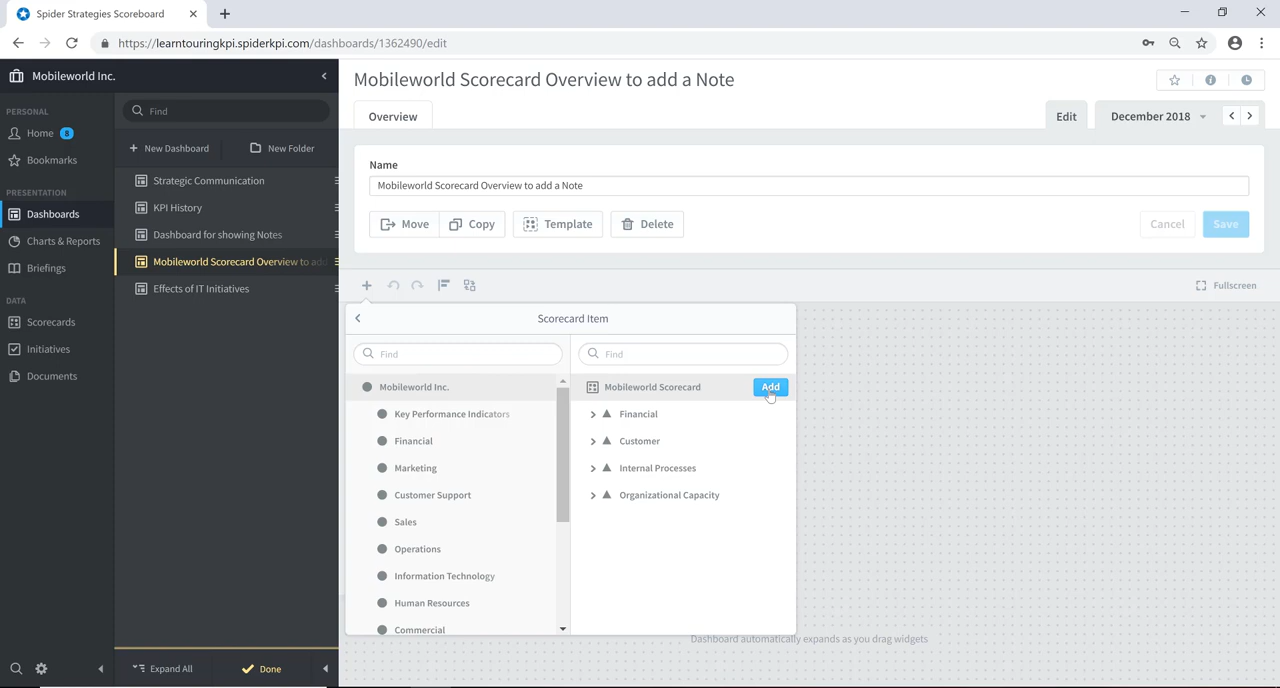 Spider Strategies Scoreboard
https://learntouringkpi.spiderkpi.com/dashboards/1362490/edit
Mobileworld Inc.
PERSONAL
Home 8
Bookmarks
PRESENTATION
Dashboards
Charts & Reports
Briefings
DATA
Scorecards
Initiatives
Documents
Find
New Dashboard
New Folder
Strategic Communication
KPI History
Dashboard for showing Notes
Mobileworld Scorecard Overview to add
Effects of IT Initiatives
Expand All
Done
Mobileworld Scorecard Overview to add a Note
Overview
Edit
December 2018
Name
Mobileworld Scorecard Overview to add a Note
Move
Copy
Template
Delete
Cancel
Save
Fullscreen
Scorecard Item
Find
Find
Mobileworld Inc.
Key Performance Indicators
Financial
Marketing
Customer Support
Sales
Operations
Information Technology
Human Resources
Commercial
Mobileworld Scorecard
Add
Financial
Customer
Internal Processes
Organizational Capacity
Dashboard automatically expands as you drag widgets